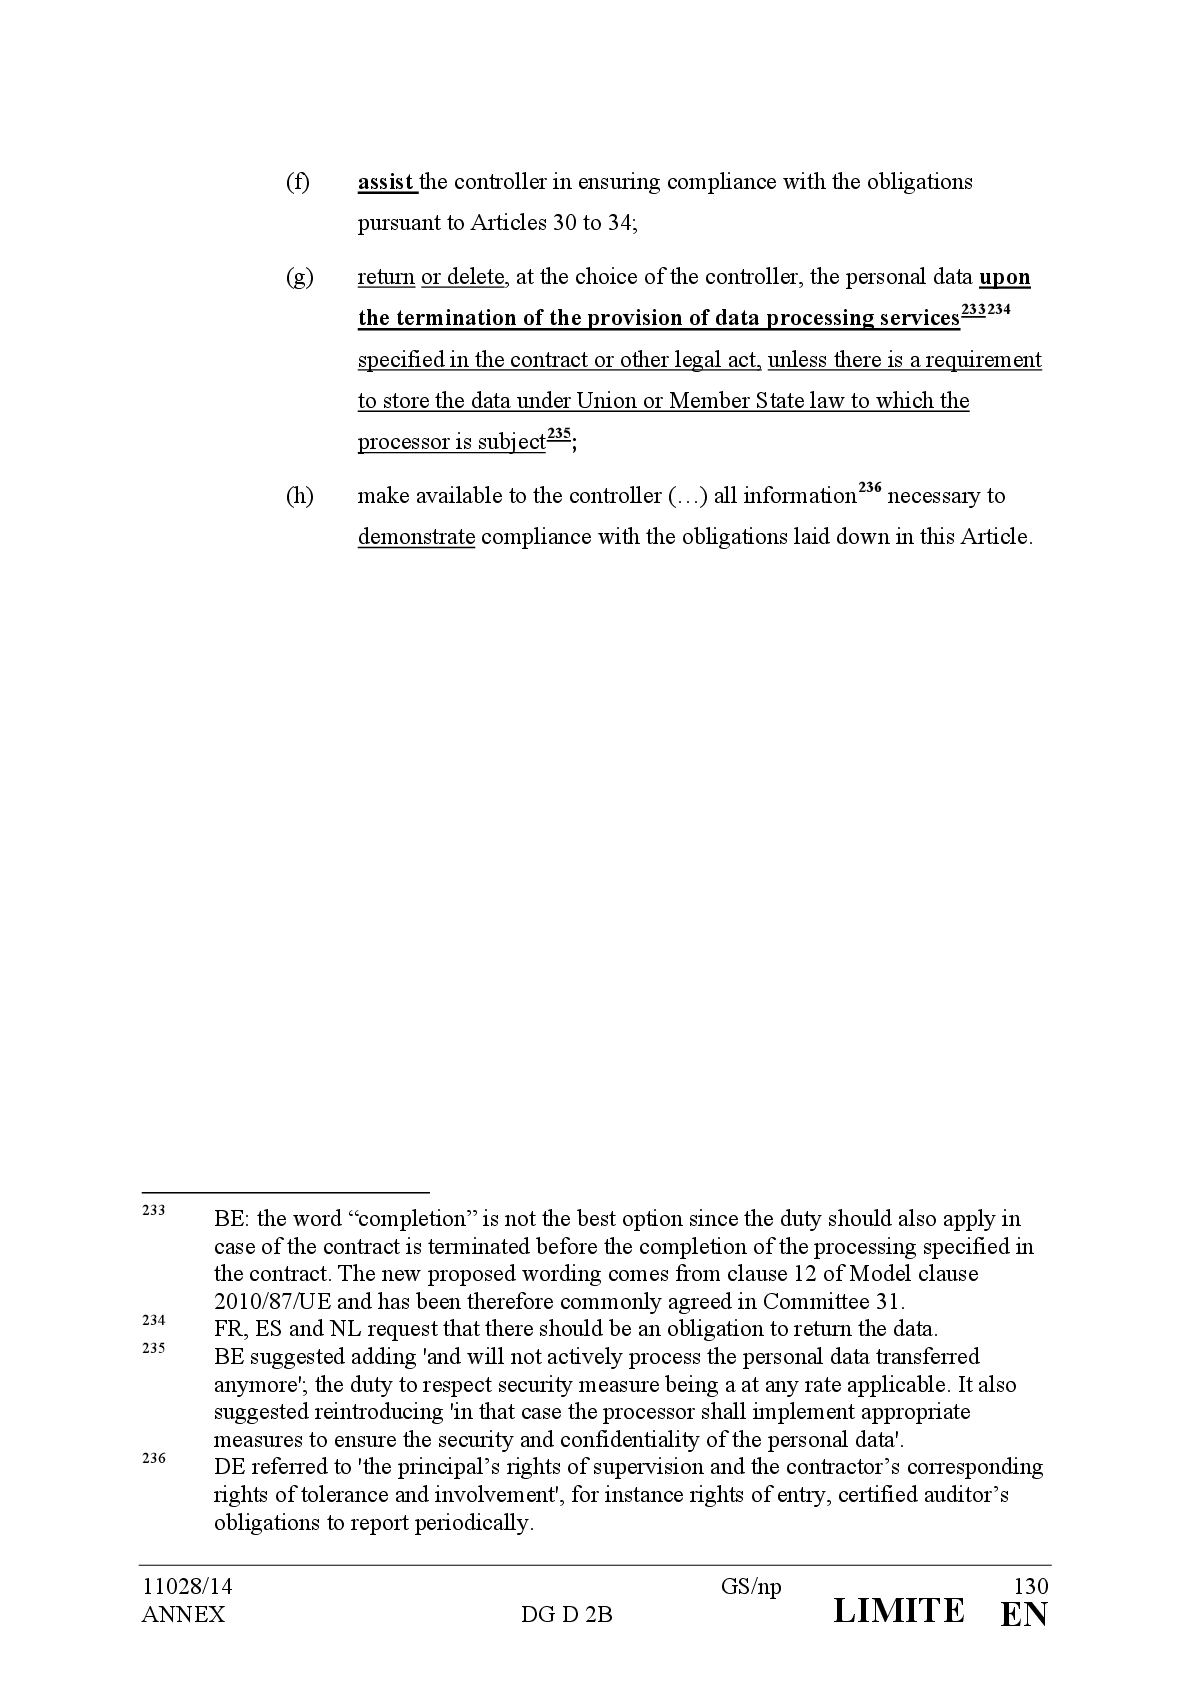 (f) assist the controller in ensuring compliance with the obligations
pursuant to Articles 30 to 34;
(g) return or delete, at the choice of the controller, the personal data upon
the termination of the provision of data processing services233234
specified in the contract or other legal act, unless there is a requirement
to store the data under Union or Member State law to which the
processor is subject235;
(h) make available to the controller (…) all information236 necessary to
demonstrate compliance with the obligations laid down in this Article.
233 BE: the word “completion” is not the best option since the duty should also apply in
case of the contract is terminated before the completion of the processing specified in
the contract. The new proposed wording comes from clause 12 of Model clause
2010/87/UE and has been therefore commonly agreed in Committee 31.
234 FR, ES and NL request that there should be an obligation to return the data.
235 BE suggested adding 'and will not actively process the personal data transferred
anymore'; the duty to respect security measure being a at any rate applicable. It also
suggested reintroducing 'in that case the processor shall implement appropriate
measures to ensure the security and confidentiality of the personal data'.
236 DE referred to 'the principal’s rights of supervision and the contractor’s corresponding
rights of tolerance and involvement', for instance rights of entry, certified auditor’s
obligations to report periodically.
11028/14 GS/np 130
ANNEX DG D 2B LIMITE EN